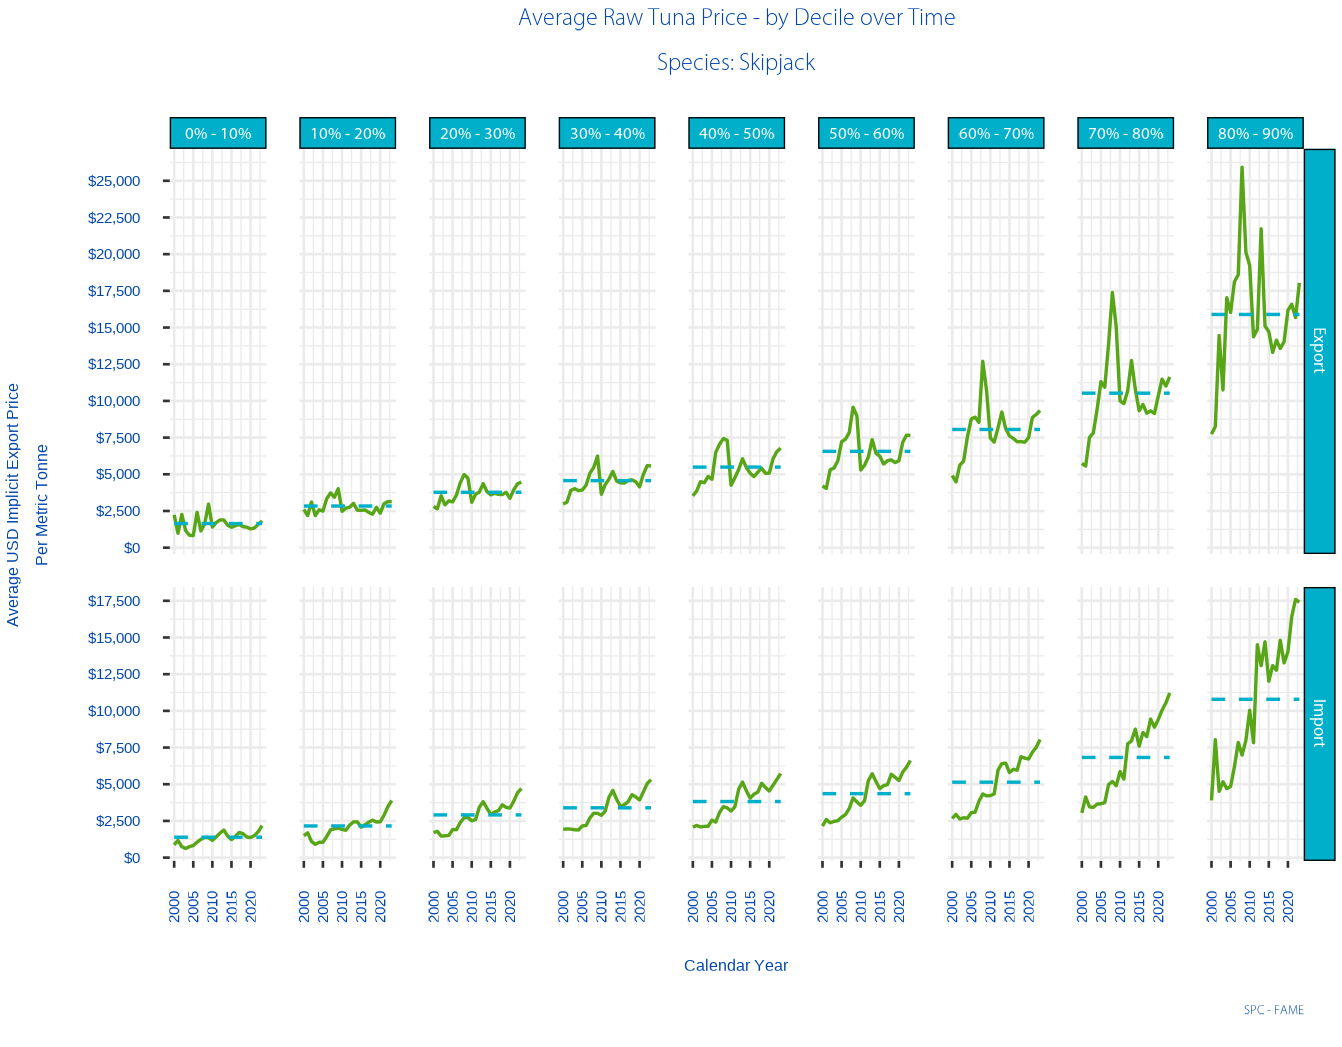 Average Raw Tuna Price - by Decile over Time
Species: Skipjack
0% - 10% 10% - 20% 20% - 30% 30% - 40% 40% - 50% 50% - 60% 60% - 70% 70% - 80% 80% - 90%
$25,000
$22,500
$20,000
$17,500
$15,000
$12,500
$10,000
$7,500
$5,000
$2,500
$0
Export
$17,500
$15,000
$12,500
$10,000
$7,500
$5,000
$2,500
$0
Import
Average USD Implicit Export Price
Per Metric Tonne
2000 2005 2010 2015 2020 2000 2005 2010 2015 2020 2000 2005 2010 2015 2020 2000 2005 2010 2015 2020 2000 2005 2010 2015 2020 2000 2005 2010 2015 2020 2000 2005 2010 2015 2020 2000 2005 2010 2015 2020 2000 2005 2010 2015 2020
Calendar Year
SPC - FAME